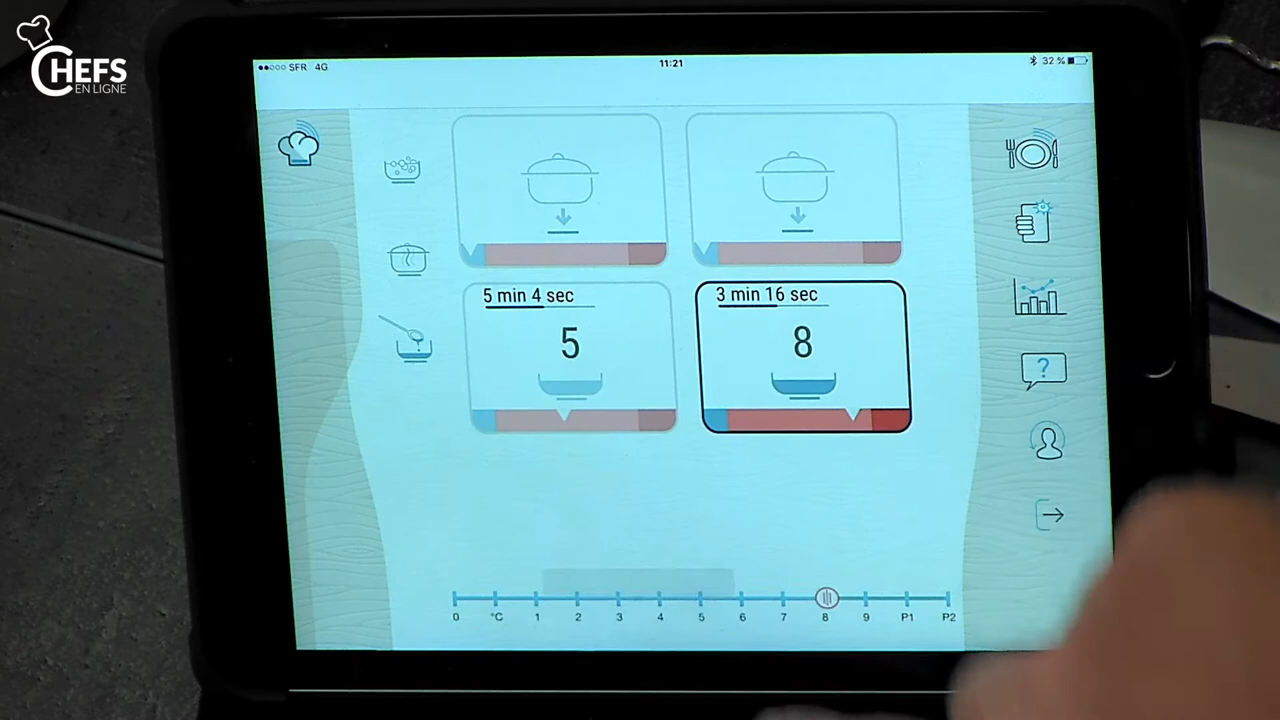 CHEFS
EN LIGNE
SFR 4G
11:21
32 %
5 min 4 sec
5
3 min 16 sec
8
?
0 °C 1 2 3 4 5 6 7 8 9 P1 P2